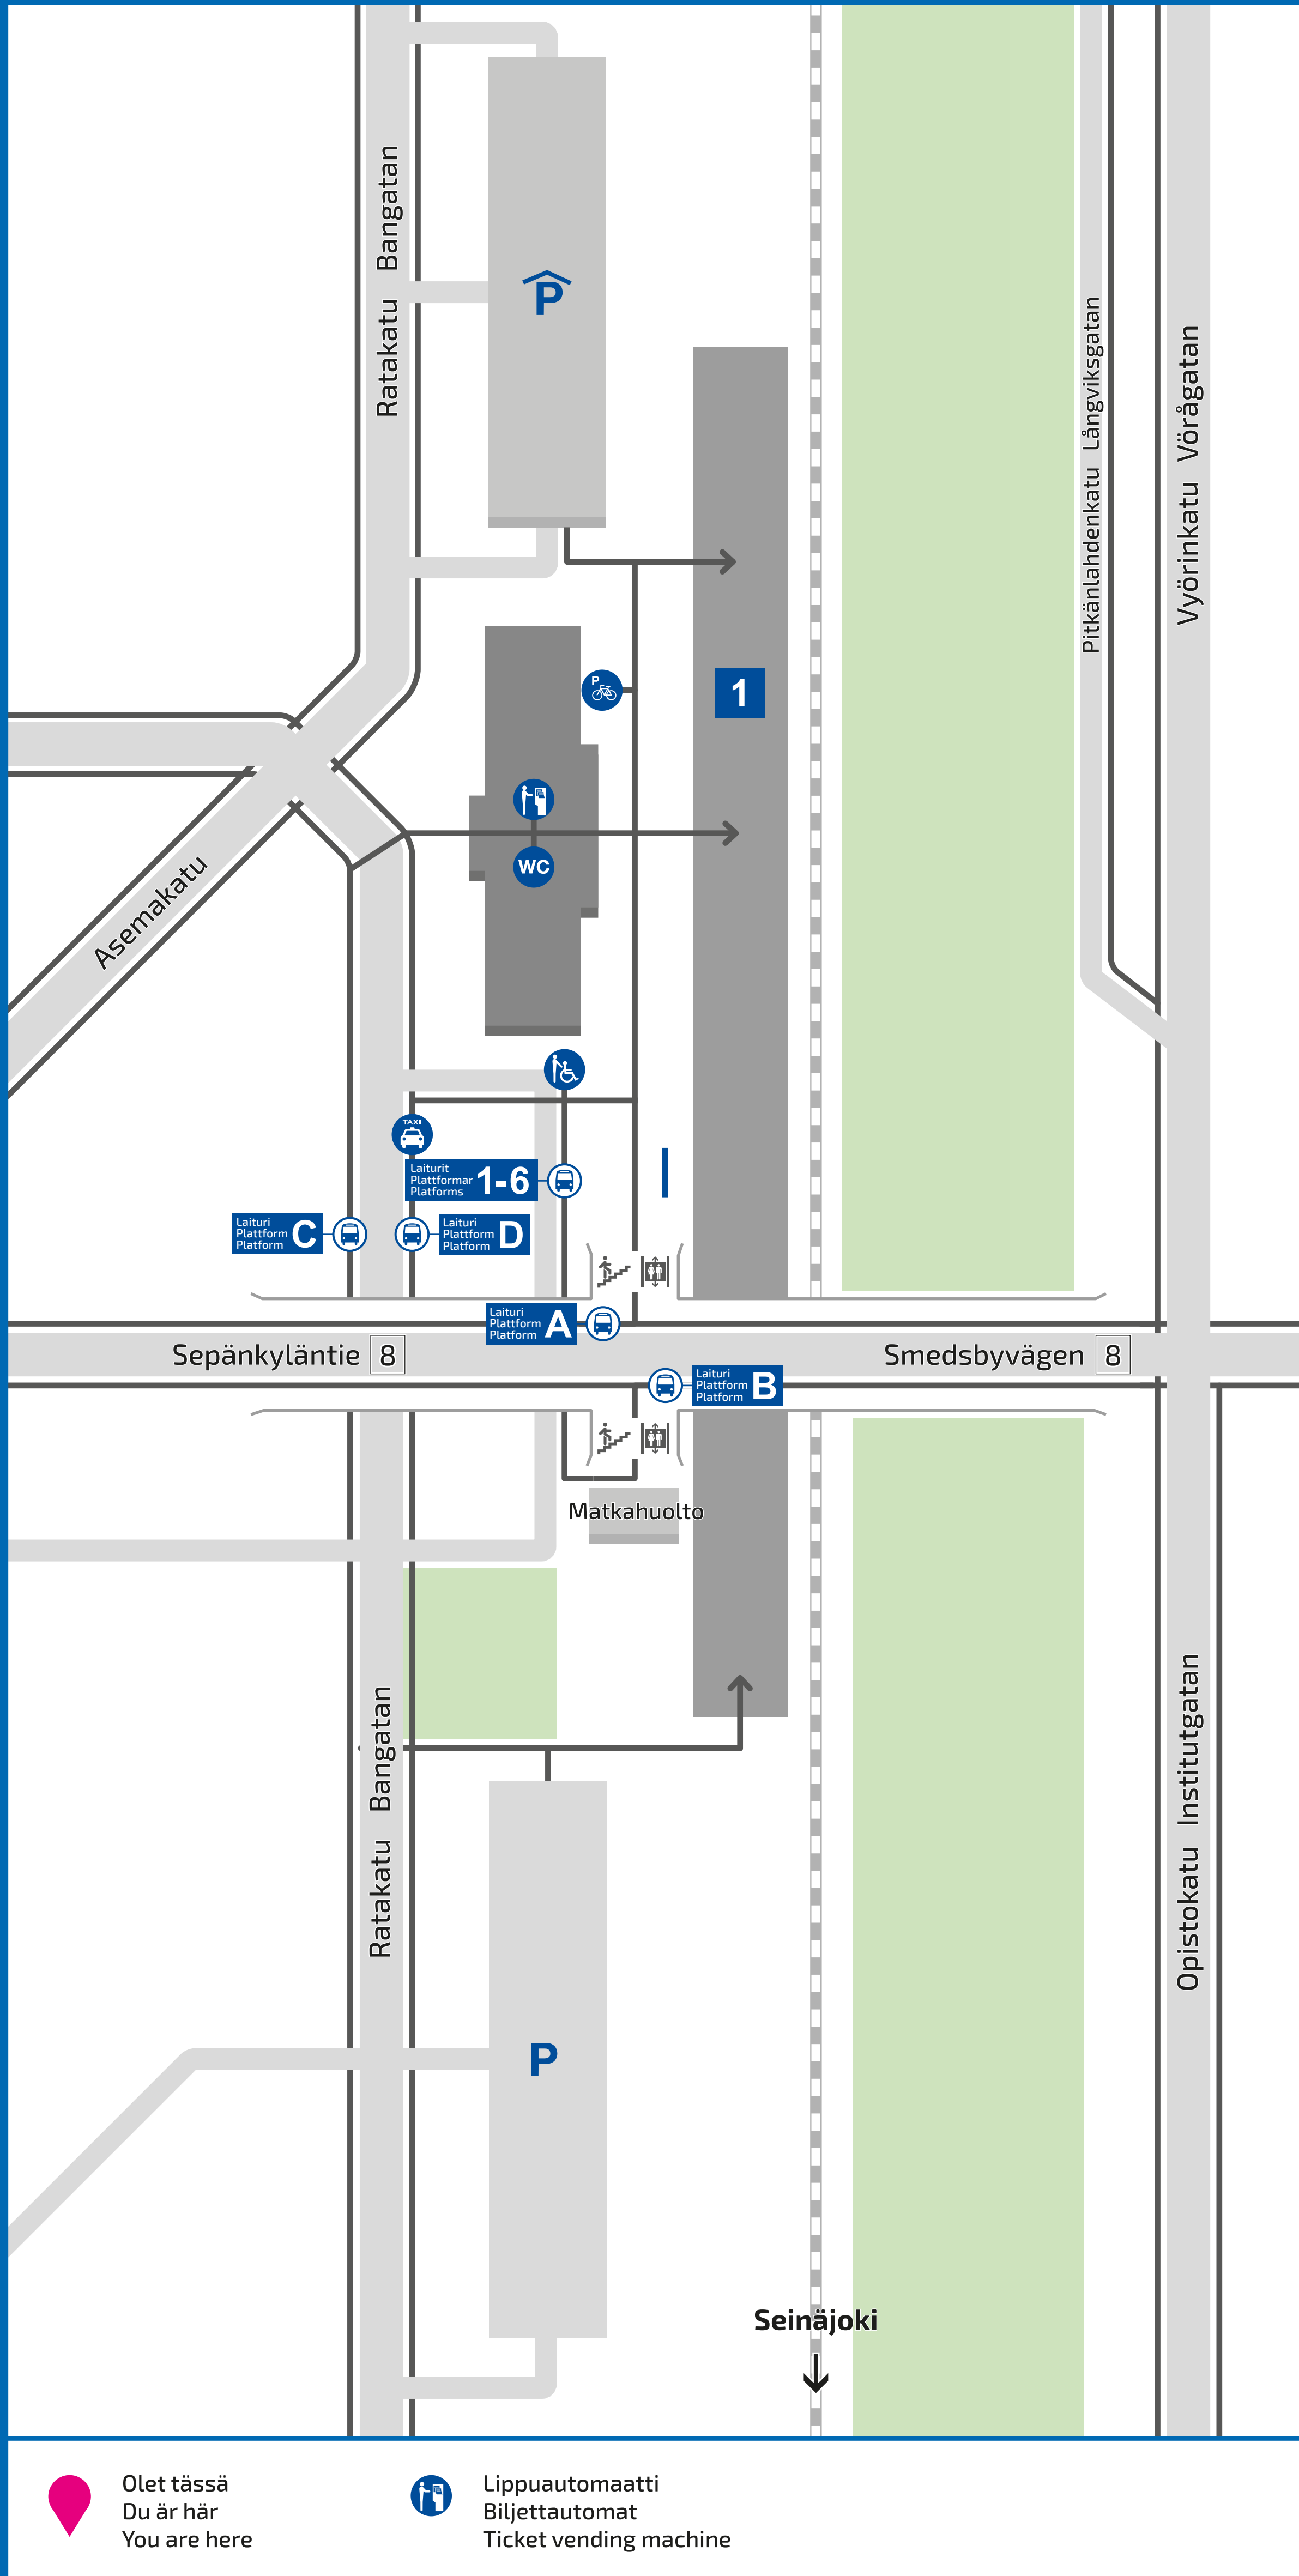 Ratakatu Bangatan
P
Pitkänlahdenkatu Långviksgatan
Vyörinkatu Vörågatan
P
1
WC
Asemakatu
TAXI
Laiturit
Plattformar
Platforms
1-6
Laituri
Plattform
Platform
C
Laituri
Plattform
Platform
D
Laituri
Plattform
Platform
A
Sepänkyläntie 8
Smedsbyvägen 8
Laituri
Plattform
Platform
B
Matkahuolto
Ratakatu Bangatan
Opistokatu Institutgatan
P
Seinäjoki
Olet tässä
Du är här
You are here
Lippuautomaatti
Biljettautomat
Ticket vending machine